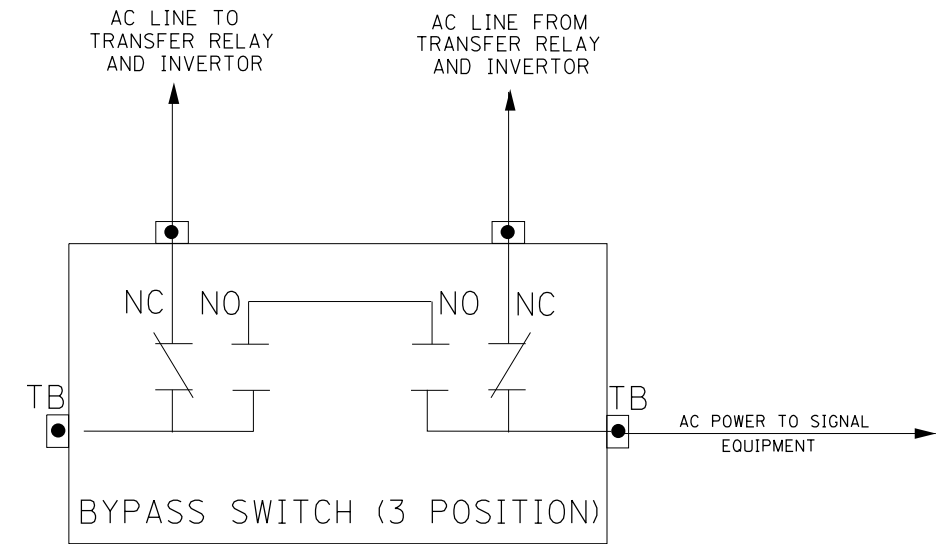 AC LINE TO
TRANSFER RELAY
AND INVERTOR
AC LINE FROM
TRANSFER RELAY
AND INVERTOR
NC NO NO NC
TB TB
AC POWER TO SIGNAL
EQUIPMENT
BYPASS SWITCH (3 POSITION)